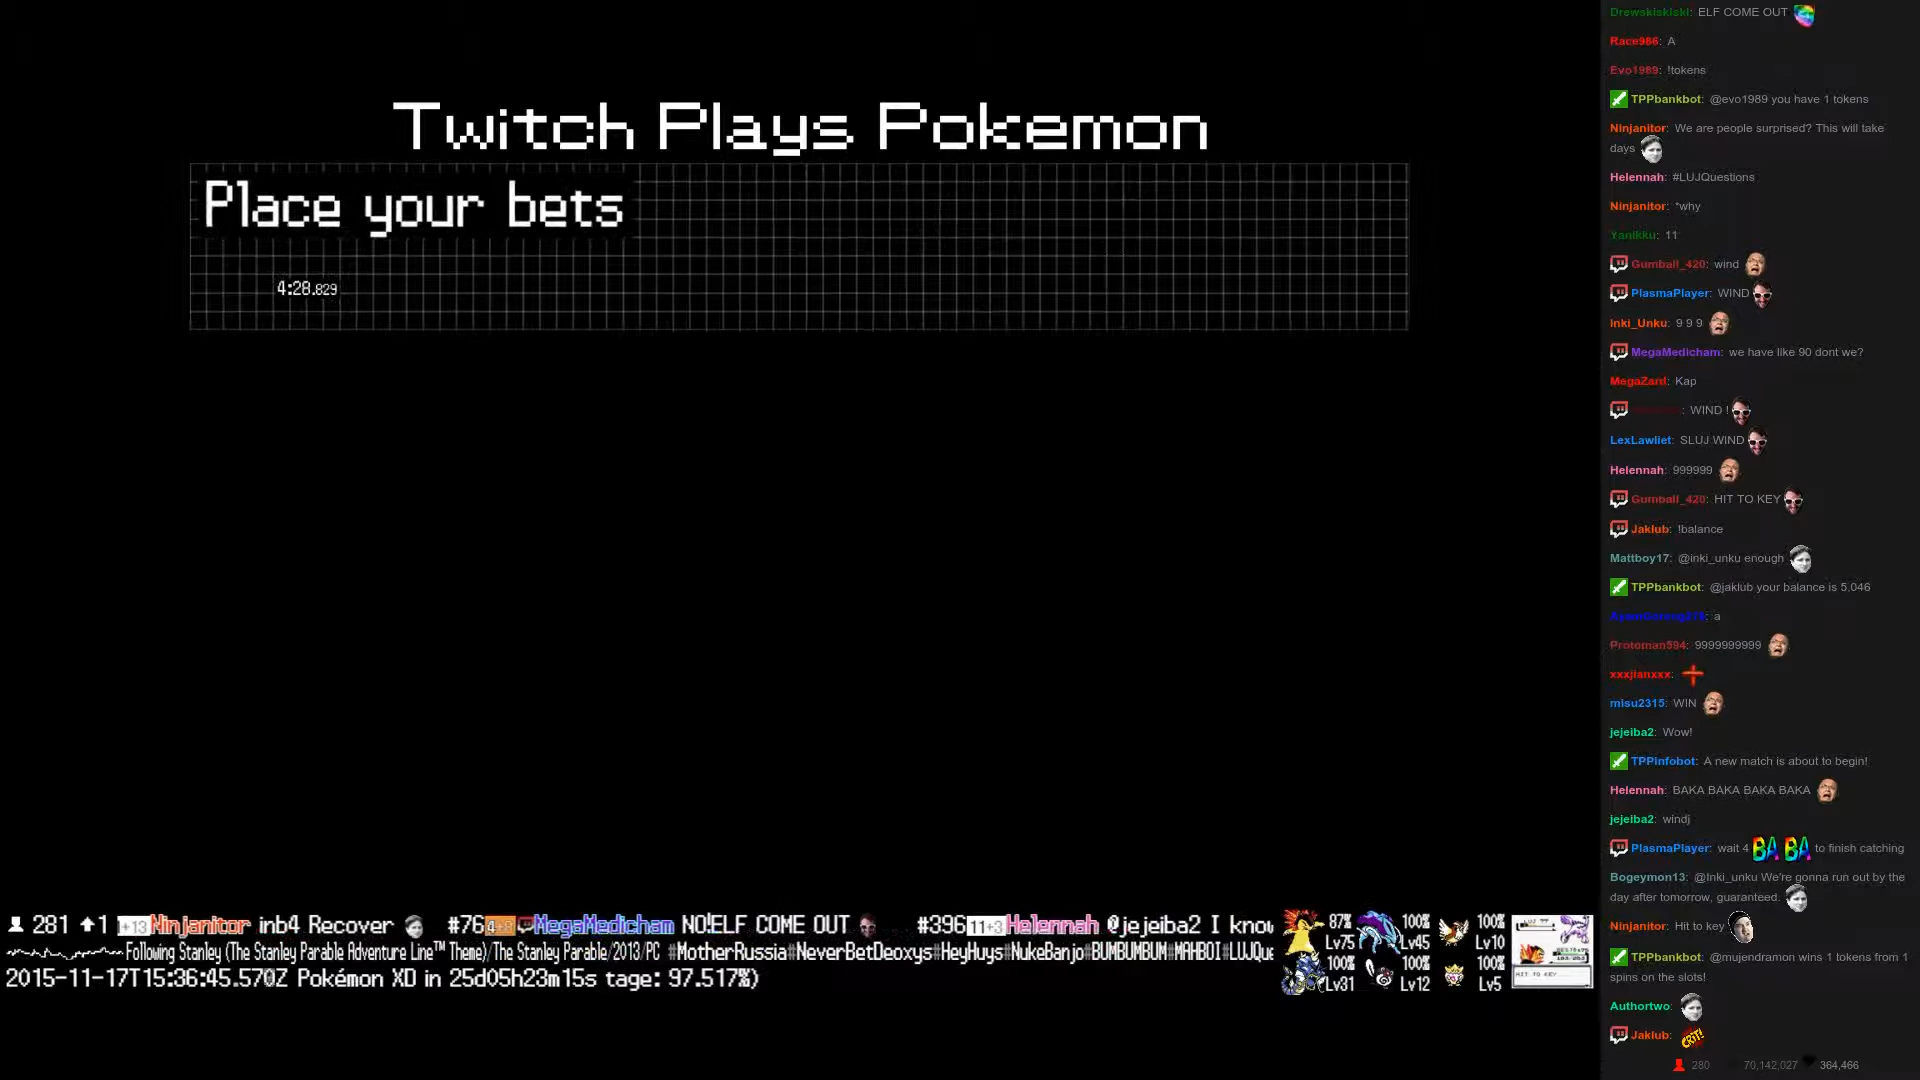 Twitch Plays Pokemon
Place your bets
4:28.829
281 1 1+13 Ninjanitor inb4 Recover #76 MegaMedicham NO!ELF COME OUT #396 11+3 Helennah @jejeiba2 I know
Following Stanley (The Stanley Parable Adventure Line™ Theme)/The Stanley Parable/2013/PC #MotherRussia#NeverBetDeoxys#HeyHuys#NukeBanjo#BUMBUMBUM#MAHBOI#LUJQue
2015-11-17T15:36:45.570Z Pokémon XD in 25d05h23m15s tage: 97.517%)
87% 100% 100%
Lv75 Lv45 Lv10
100% 100% 100%
Lv31 Lv12 Lv5
HIT TO KEY
Drewskiskiski: ELF COME OUT
Race986: A
Evo1989: !tokens
TPPbankbot: @evo1989 you have 1 tokens
Ninjanitor: We are people surprised? This will take
days
Helennah: #LUJQuestions
Ninjanitor: *why
Yanikku: 11
Gumball_420: wind
PlasmaPlayer: WIND
Inki_Unku: 9 9 9
MegaMedicham: we have like 90 dont we?
MegaZard: Kap
: WIND !
LexLawliet: SLUJ WIND
Helennah: 999999
Gumball_420: HIT TO KEY
Jaklub: !balance
Mattboy17: @inki_unku enough
TPPbankbot: @jaklub your balance is 5,046
: a
Protoman594: 9999999999
xxxjianxxx:
misu2315: WIN
jejeiba2: Wow!
TPPInfobot: A new match is about to begin!
Helennah: BAKA BAKA BAKA BAKA
jejeiba2: windj
PlasmaPlayer: wait 4 BA BA to finish catching
Bogeymon13: @Inki_unku We're gonna run out by the
day after tomorrow, guaranteed.
Ninjanitor: Hit to key
TPPbankbot: @mujendramon wins 1 tokens from 1
spins on the slots!
Authortwo:
Jaklub: CRIT!
280 70,142,027 364,466